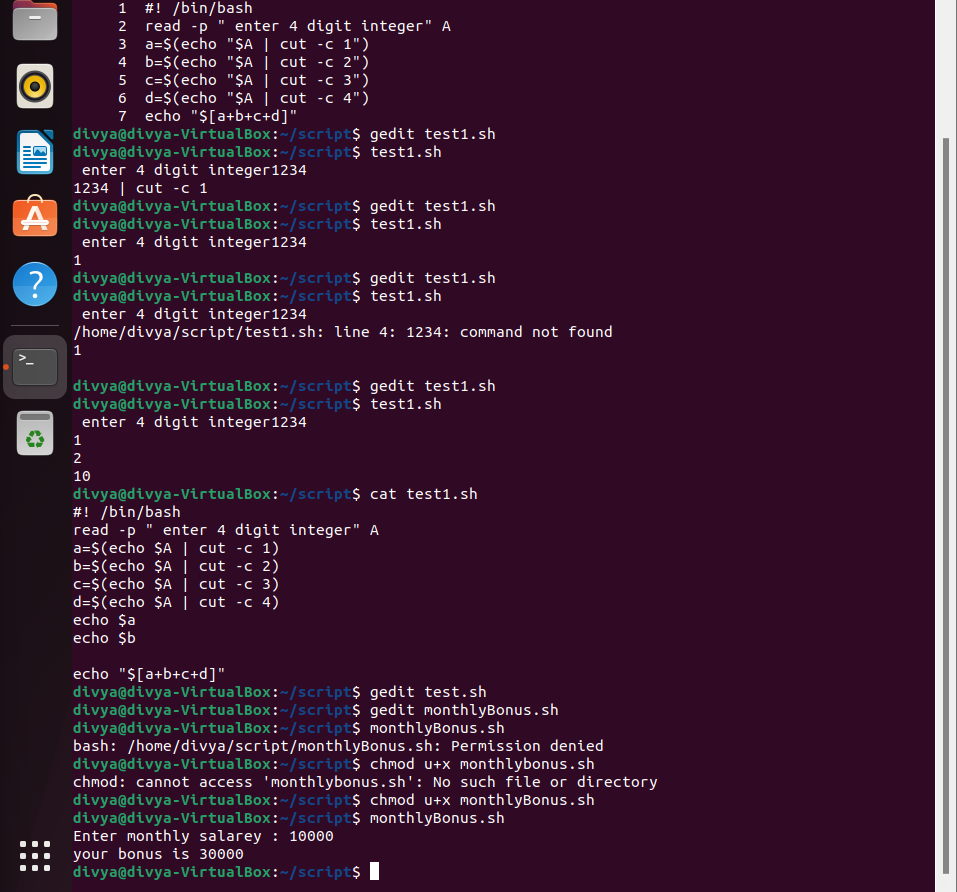 1  #! /bin/bash
2  read -p " enter 4 digit integer" A
3  a=$(echo "$A | cut -c 1")
4  b=$(echo "$A | cut -c 2")
5  c=$(echo "$A | cut -c 3")
6  d=$(echo "$A | cut -c 4")
7  echo "$[a+b+c+d]"
divya@divya-VirtualBox:~/script$ gedit test1.sh
divya@divya-VirtualBox:~/script$ test1.sh
 enter 4 digit integer1234
1234 | cut -c 1
divya@divya-VirtualBox:~/script$ gedit test1.sh
divya@divya-VirtualBox:~/script$ test1.sh
 enter 4 digit integer1234
1
divya@divya-VirtualBox:~/script$ gedit test1.sh
divya@divya-VirtualBox:~/script$ test1.sh
 enter 4 digit integer1234
/home/divya/script/test1.sh: line 4: 1234: command not found
1
divya@divya-VirtualBox:~/script$ gedit test1.sh
divya@divya-VirtualBox:~/script$ test1.sh
 enter 4 digit integer1234
1
2
10
divya@divya-VirtualBox:~/script$ cat test1.sh
#! /bin/bash
read -p " enter 4 digit integer" A
a=$(echo $A | cut -c 1)
b=$(echo $A | cut -c 2)
c=$(echo $A | cut -c 3)
d=$(echo $A | cut -c 4)
echo $a
echo $b
echo "$[a+b+c+d]"
divya@divya-VirtualBox:~/script$ gedit test.sh
divya@divya-VirtualBox:~/script$ gedit monthlyBonus.sh
divya@divya-VirtualBox:~/script$ monthlyBonus.sh
bash: /home/divya/script/monthlyBonus.sh: Permission denied
divya@divya-VirtualBox:~/script$ chmod u+x monthlybonus.sh
chmod: cannot access 'monthlybonus.sh': No such file or directory
divya@divya-VirtualBox:~/script$ chmod u+x monthlyBonus.sh
divya@divya-VirtualBox:~/script$ monthlyBonus.sh
Enter monthly salarey : 10000
your bonus is 30000
divya@divya-VirtualBox:~/script$